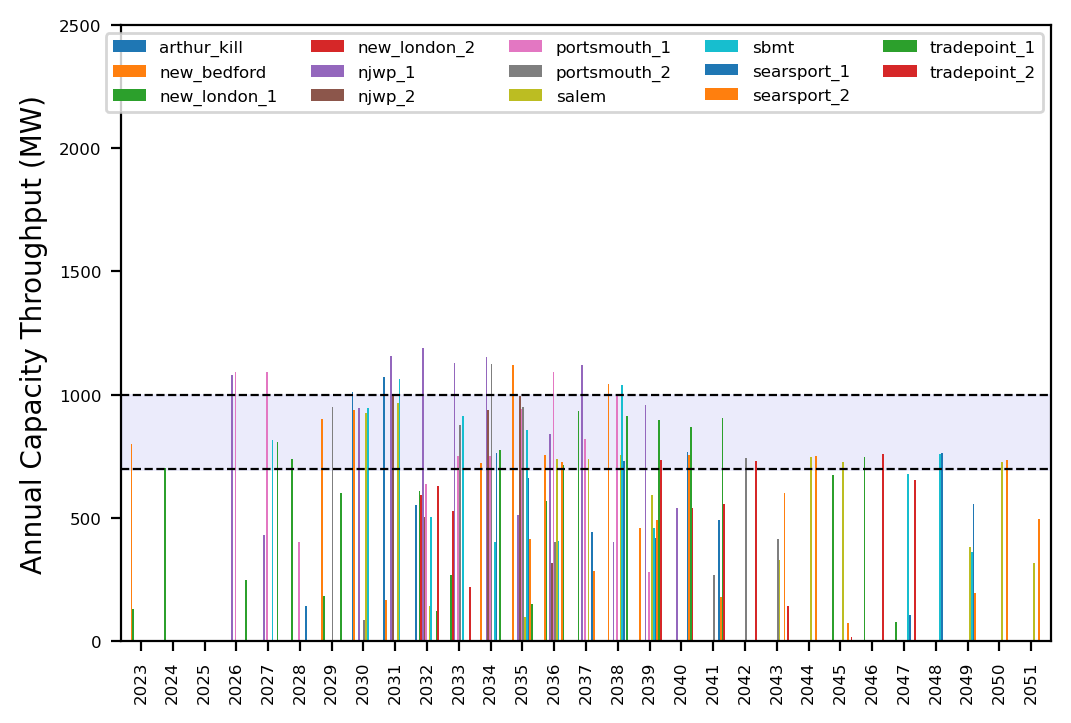 Annual Capacity Throughput (MW)
2500
2000
1500
1000
500
0
arthur_kill
new_bedford
new_london_1
new_london_2
njwp_1
njwp_2
portsmouth_1
portsmouth_2
salem
sbmt
searsport_1
searsport_2
tradepoint_1
tradepoint_2
2023
2024
2025
2026
2027
2028
2029
2030
2031
2032
2033
2034
2035
2036
2037
2038
2039
2040
2041
2042
2043
2044
2045
2046
2047
2048
2049
2050
2051